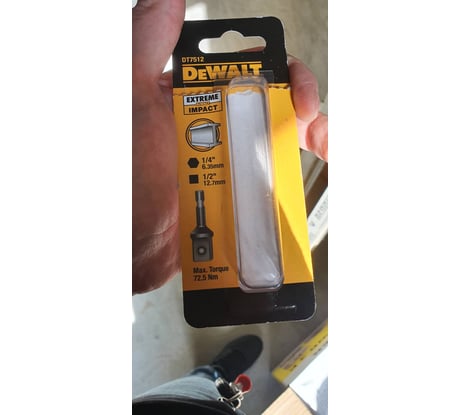 DT7512
DEWALT
EXTREME
IMPACT
1/4"
6.35mm
1/2"
12.7mm
Max. Torque
72.5 Nm